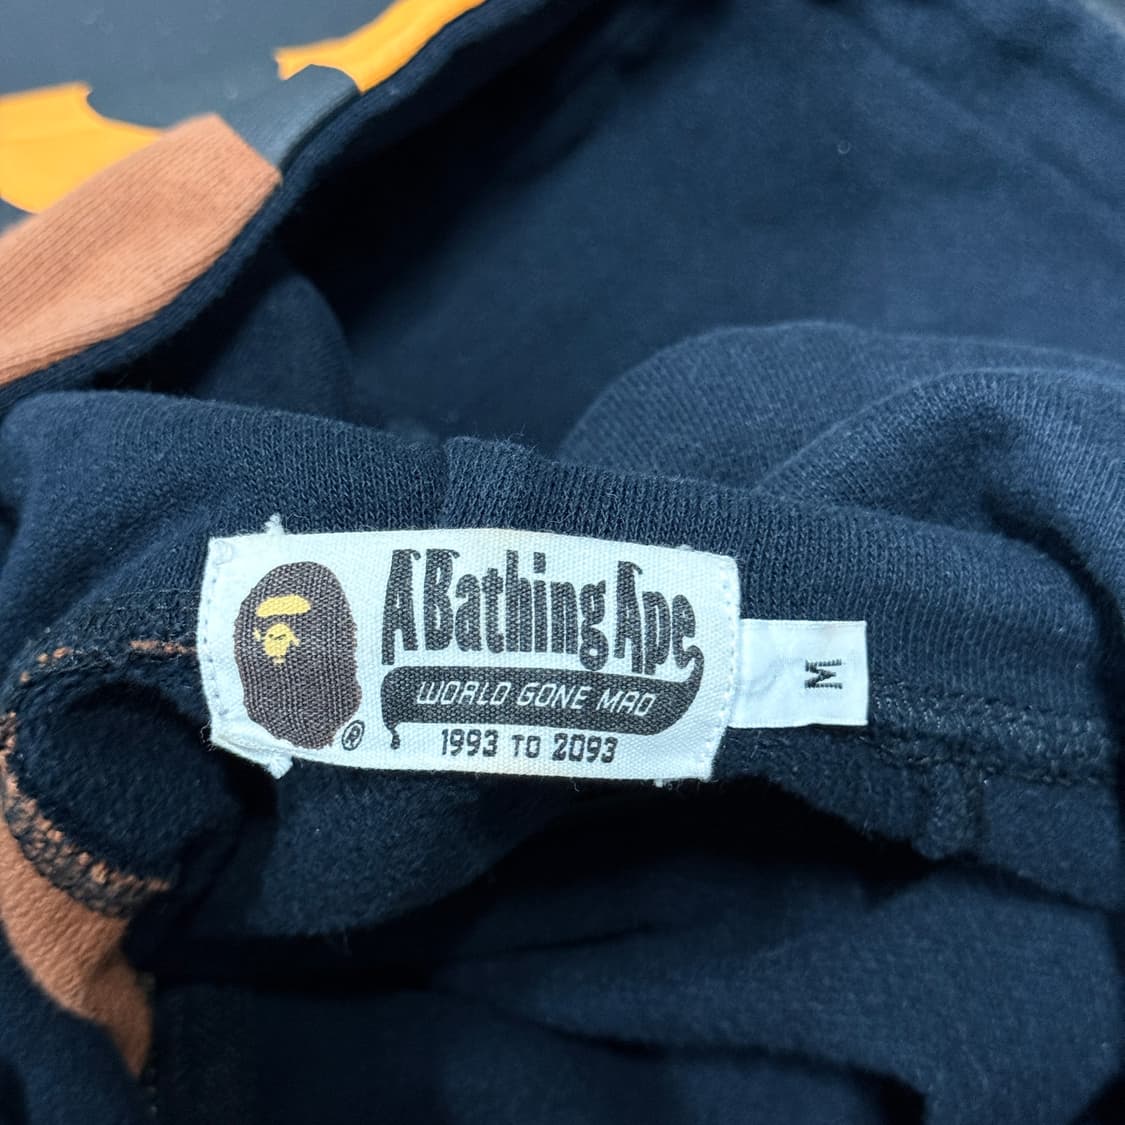 A Bathing Ape
WORLD GONE MAD
1993 TO 2093
®
M